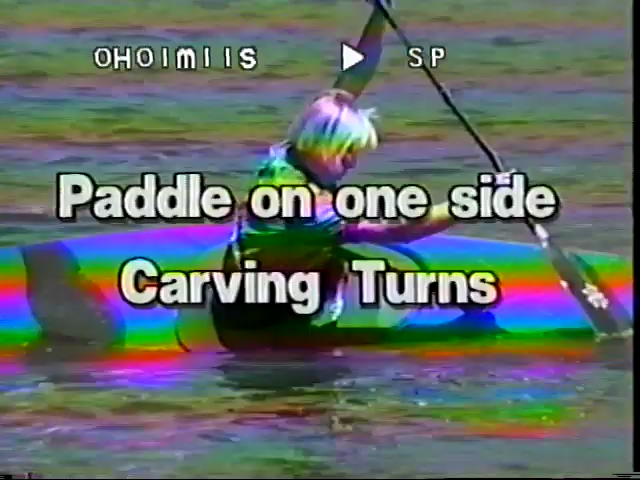 0H01M11S ▶ SP
Paddle on one side
Carving Turns